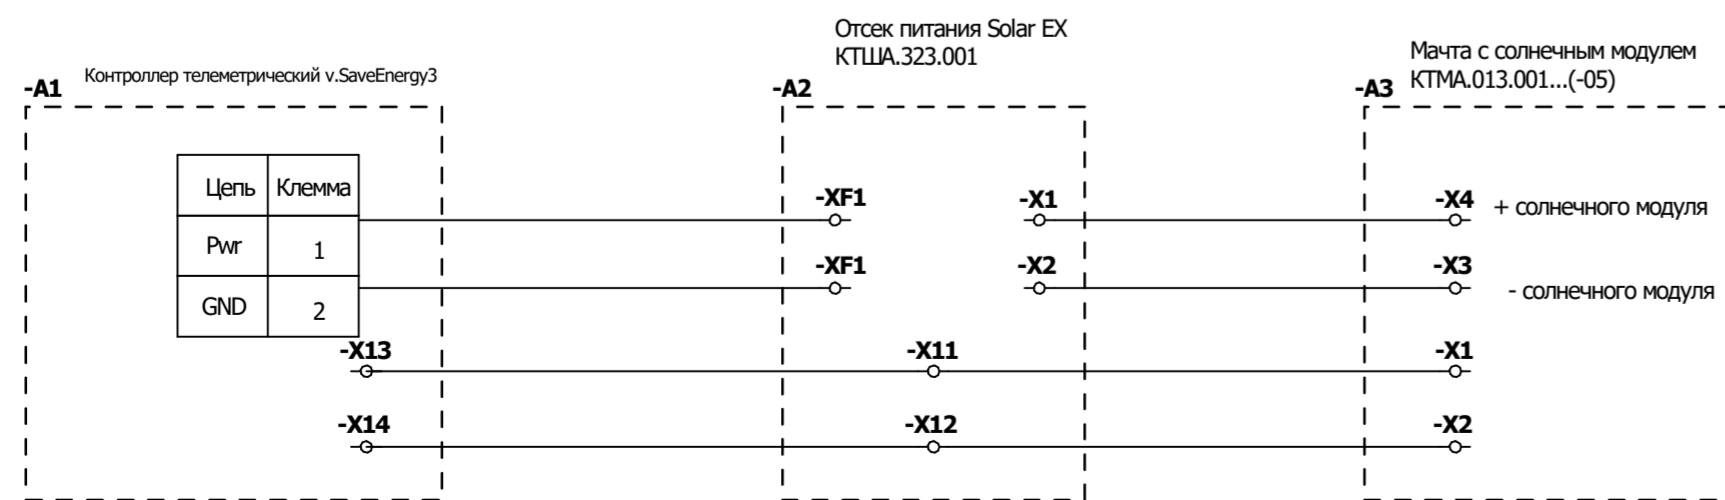 Отсек питания Solar EX
КТША.323.001
Мачта с солнечным модулем
КТМА.013.001...(-05)
Контроллер телеметрический v.SaveEnergy3
-A1
-A2
-A3
Цепь Клемма
-XF1
-X1
-X4
+ солнечного модуля
Pwr 1
-XF1
-X2
-X3
- солнечного модуля
GND 2
-X13
-X11
-X1
-X14
-X12
-X2